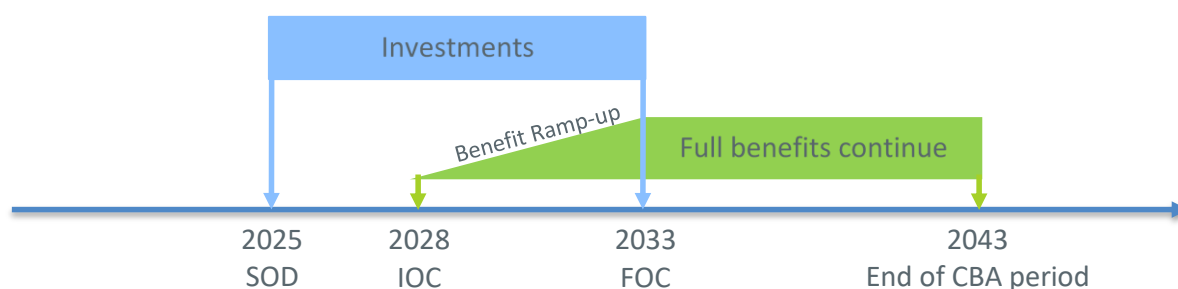 Investments
Benefit Ramp-up
Full benefits continue
2025
SOD
2028
IOC
2033
FOC
2043
End of CBA period